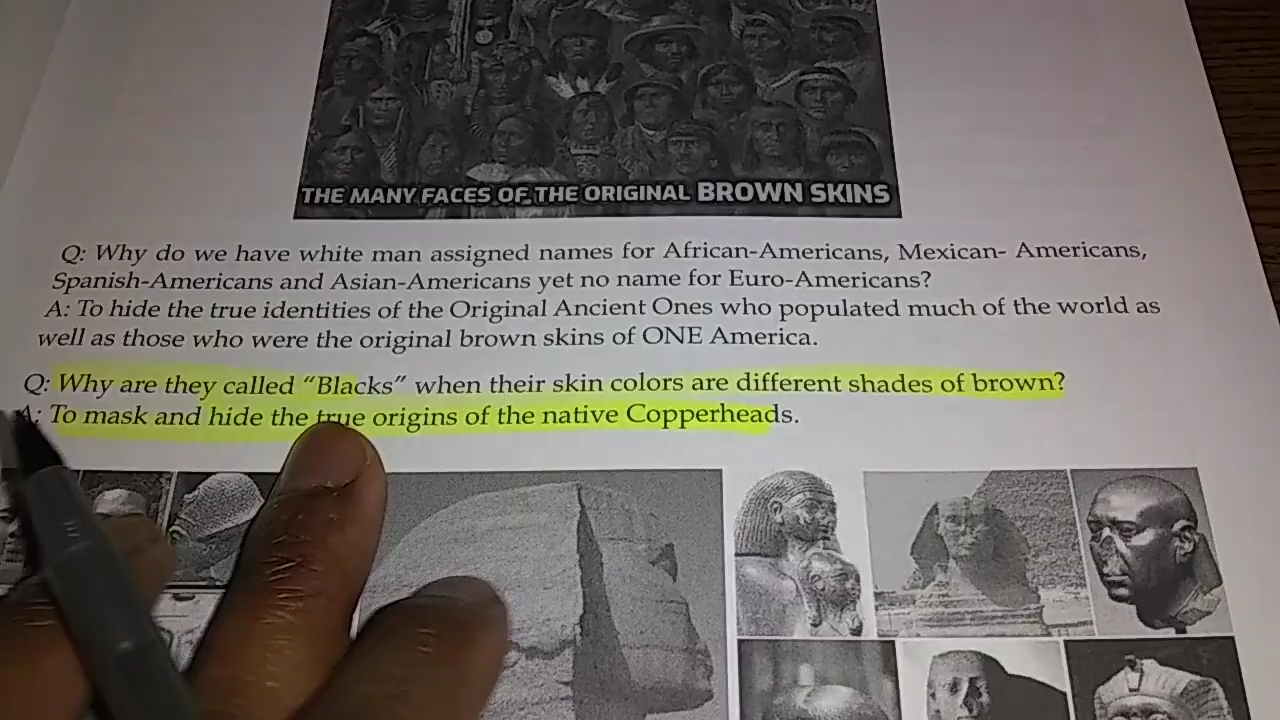 THE MANY FACES OF THE ORIGINAL BROWN SKINS
Q: Why do we have white man assigned names for African-Americans, Mexican- Americans,
Spanish-Americans and Asian-Americans yet no name for Euro-Americans?
A: To hide the true identities of the Original Ancient Ones who populated much of the world as
well as those who were the original brown skins of ONE America.
Q: Why are they called “Blacks” when their skin colors are different shades of brown?
A: To mask and hide the true origins of the native Copperheads.